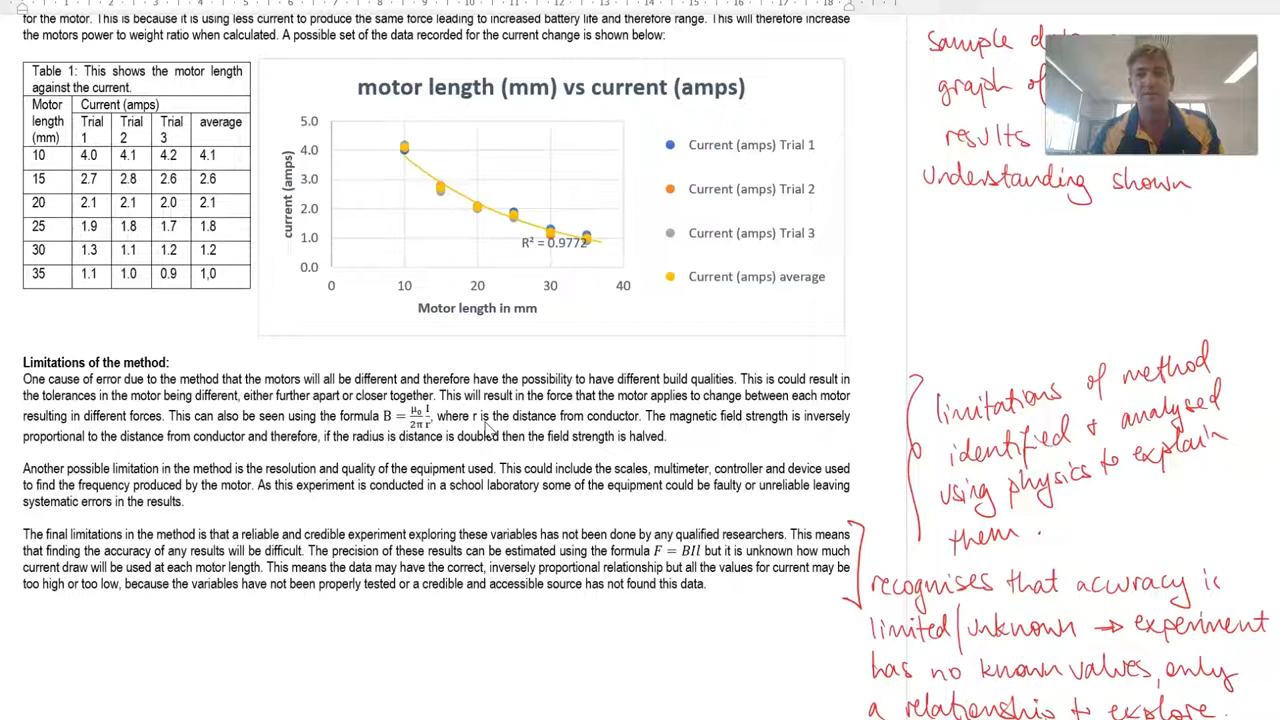 for the motor. This is because it is using less current to produce the same force leading to increased battery life and therefore range. This will therefore increase
the motors power to weight ratio when calculated. A possible set of the data recorded for the current change is shown below:
Table 1: This shows the motor length
against the current.
Motor length (mm) Current (amps)
Trial 1 Trial 2 Trial 3 average
10 4.0 4.1 4.2 4.1
15 2.7 2.8 2.6 2.6
20 2.1 2.1 2.0 2.1
25 1.9 1.8 1.7 1.8
30 1.3 1.1 1.2 1.2
35 1.1 1.0 0.9 1,0
motor length (mm) vs current (amps)
current (amps)
5.0
4.0
3.0
2.0
1.0
0.0
R² = 0.9772
0 10 20 30 40
Motor length in mm
Current (amps) Trial 1
Current (amps) Trial 2
Current (amps) Trial 3
Current (amps) average
sample
graph of
results
understanding shown
Limitations of the method:
One cause of error due to the method that the motors will all be different and therefore have the possibility to have different build qualities. This is could result in
the tolerances in the motor being different, either further apart or closer together. This will result in the force that the motor applies to change between each motor
resulting in different forces. This can also be seen using the formula B = μ₀/2π I/r, where r is the distance from conductor. The magnetic field strength is inversely
proportional to the distance from conductor and therefore, if the radius is distance is doubled then the field strength is halved.
Another possible limitation in the method is the resolution and quality of the equipment used. This could include the scales, multimeter, controller and device used
to find the frequency produced by the motor. As this experiment is conducted in a school laboratory some of the equipment could be faulty or unreliable leaving
systematic errors in the results.
The final limitations in the method is that a reliable and credible experiment exploring these variables has not been done by any qualified researchers. This means
that finding the accuracy of any results will be difficult. The precision of these results can be estimated using the formula F = BIl but it is unknown how much
current draw will be used at each motor length. This means the data may have the correct, inversely proportional relationship but all the values for current may be
too high or too low, because the variables have not been properly tested or a credible and accessible source has not found this data.
limitations of method
identified + analysed
using physics to explain
them.
recognises that accuracy is
limited/unknown → experiment
has no known values, only
a relationship to explore.